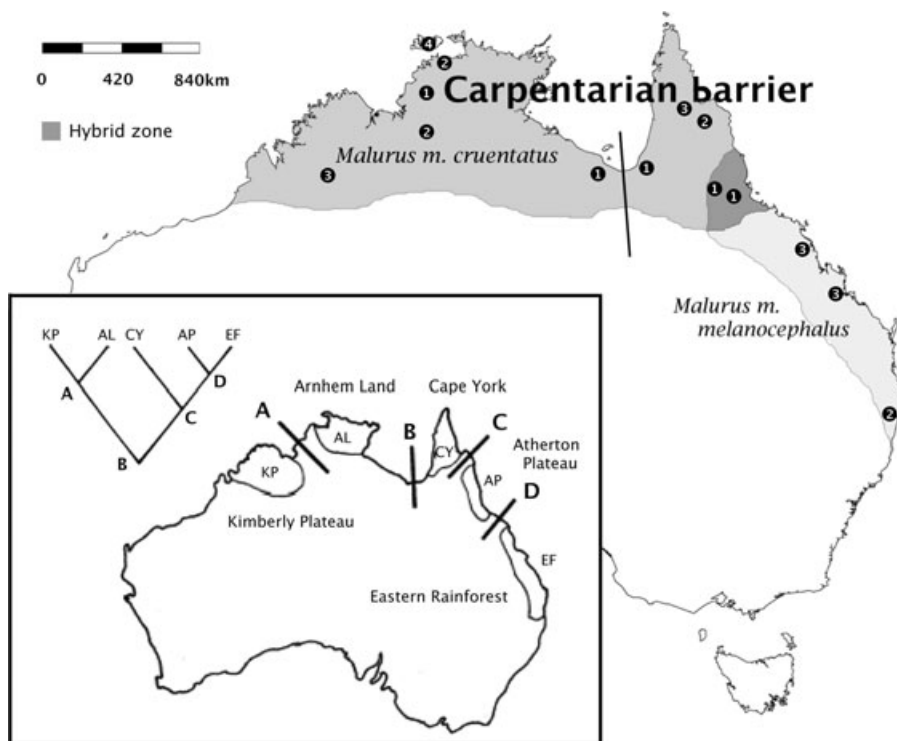 0 420 840km
Hybrid zone
4
2
1
Carpentarian barrier
2
3
2
Malurus m. cruentatus
3
1
1
1
1
3
3
Malurus m.
melanocephalus
2
KP AL CY AP EF
A
D
C
B
Arnhem Land
Cape York
A
B
C
Atherton
Plateau
AL
CY
KP
AP
D
Kimberly Plateau
EF
Eastern Rainforest